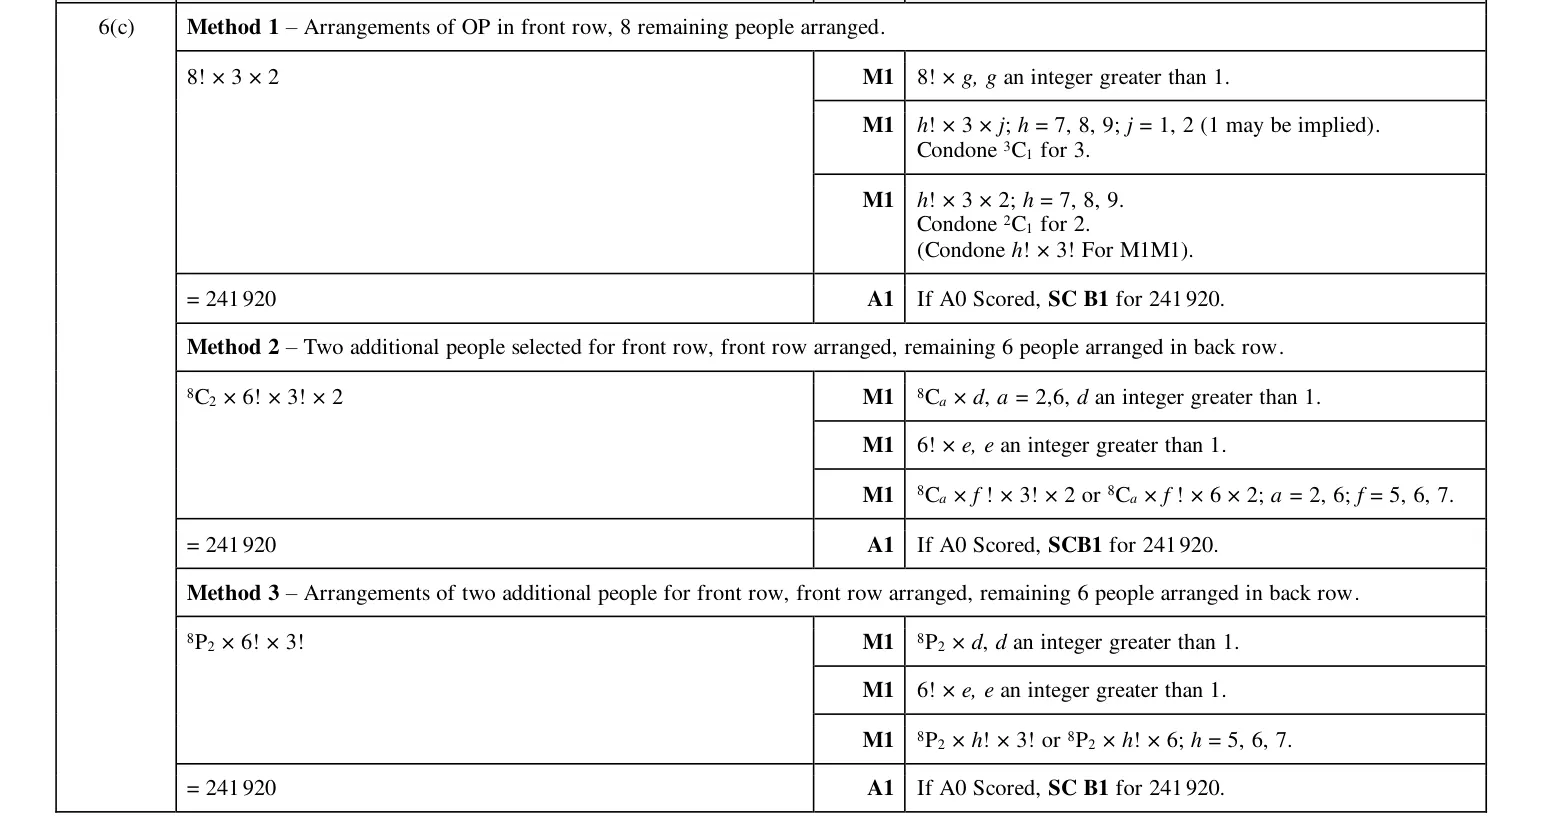 6(c)
Method 1 – Arrangements of OP in front row, 8 remaining people arranged.
8! × 3 × 2
M1
8! × g, g an integer greater than 1.
M1
h! × 3 × j; h = 7, 8, 9; j = 1, 2 (1 may be implied).
Condone ³C₁ for 3.
M1
h! × 3 × 2; h = 7, 8, 9.
Condone ²C₁ for 2.
(Condone h! × 3! For M1M1).
= 241 920
A1
If A0 Scored, SC B1 for 241 920.
Method 2 – Two additional people selected for front row, front row arranged, remaining 6 people arranged in back row.
⁸C₂ × 6! × 3! × 2
M1
⁸Cₐ × d, a = 2,6, d an integer greater than 1.
M1
6! × e, e an integer greater than 1.
M1
⁸Cₐ × f ! × 3! × 2 or ⁸Cₐ × f ! × 6 × 2; a = 2, 6; f = 5, 6, 7.
= 241 920
A1
If A0 Scored, SCB1 for 241 920.
Method 3 – Arrangements of two additional people for front row, front row arranged, remaining 6 people arranged in back row.
⁸P₂ × 6! × 3!
M1
⁸P₂ × d, d an integer greater than 1.
M1
6! × e, e an integer greater than 1.
M1
⁸P₂ × h! × 3! or ⁸P₂ × h! × 6; h = 5, 6, 7.
= 241 920
A1
If A0 Scored, SC B1 for 241 920.